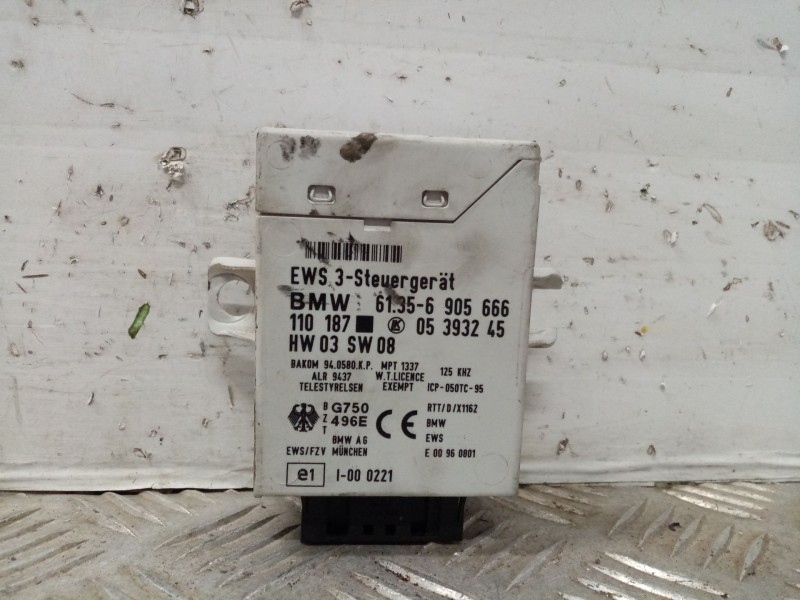 EWS 3-Steuergerät
BMW 61.35-6 905 666
110 187 05 3932 45
HW 03 SW 08
BAKOM 94.0580.K.P. MPT 1337 125 KHZ
ALR 9437 W.T.LICENCE
TELESTYRELSEN EXEMPT ICP-050TC-95
BZT G750 496E RTT/D/X1162
BMW AG BMW
EWS/FZV MÜNCHEN EWS
E 00 96 0801
e1 I-00 0221